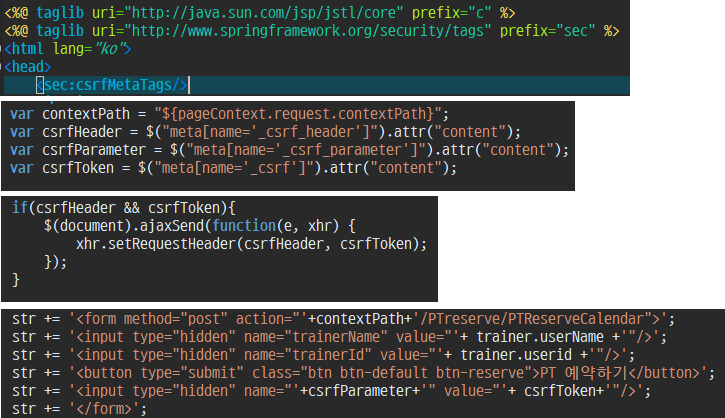 <%@ taglib uri="http://java.sun.com/jsp/jstl/core" prefix="c" %>
<%@ taglib uri="http://www.springframework.org/security/tags" prefix="sec" %>
<html lang="ko">
<head>
<sec:csrfMetaTags/>
var contextPath = "${pageContext.request.contextPath}";
var csrfHeader = $("meta[name='_csrf_header']").attr("content");
var csrfParameter = $("meta[name='_csrf_parameter']").attr("content");
var csrfToken = $("meta[name='_csrf']").attr("content");
if(csrfHeader && csrfToken){
$(document).ajaxSend(function(e, xhr) {
xhr.setRequestHeader(csrfHeader, csrfToken);
});
}
str += '<form method="post" action="'+contextPath+'/PTreserve/PTReserveCalendar">';
str += '<input type="hidden" name="trainerName" value="'+ trainer.userName +'"/>';
str += '<input type="hidden" name="trainerId" value="'+ trainer.userid +'"/>';
str += '<button type="submit" class="btn btn-default btn-reserve">PT 예약하기</button>';
str += '<input type="hidden" name="'+csrfParameter+'" value="'+ csrfToken+'"/>';
str += '</form>';